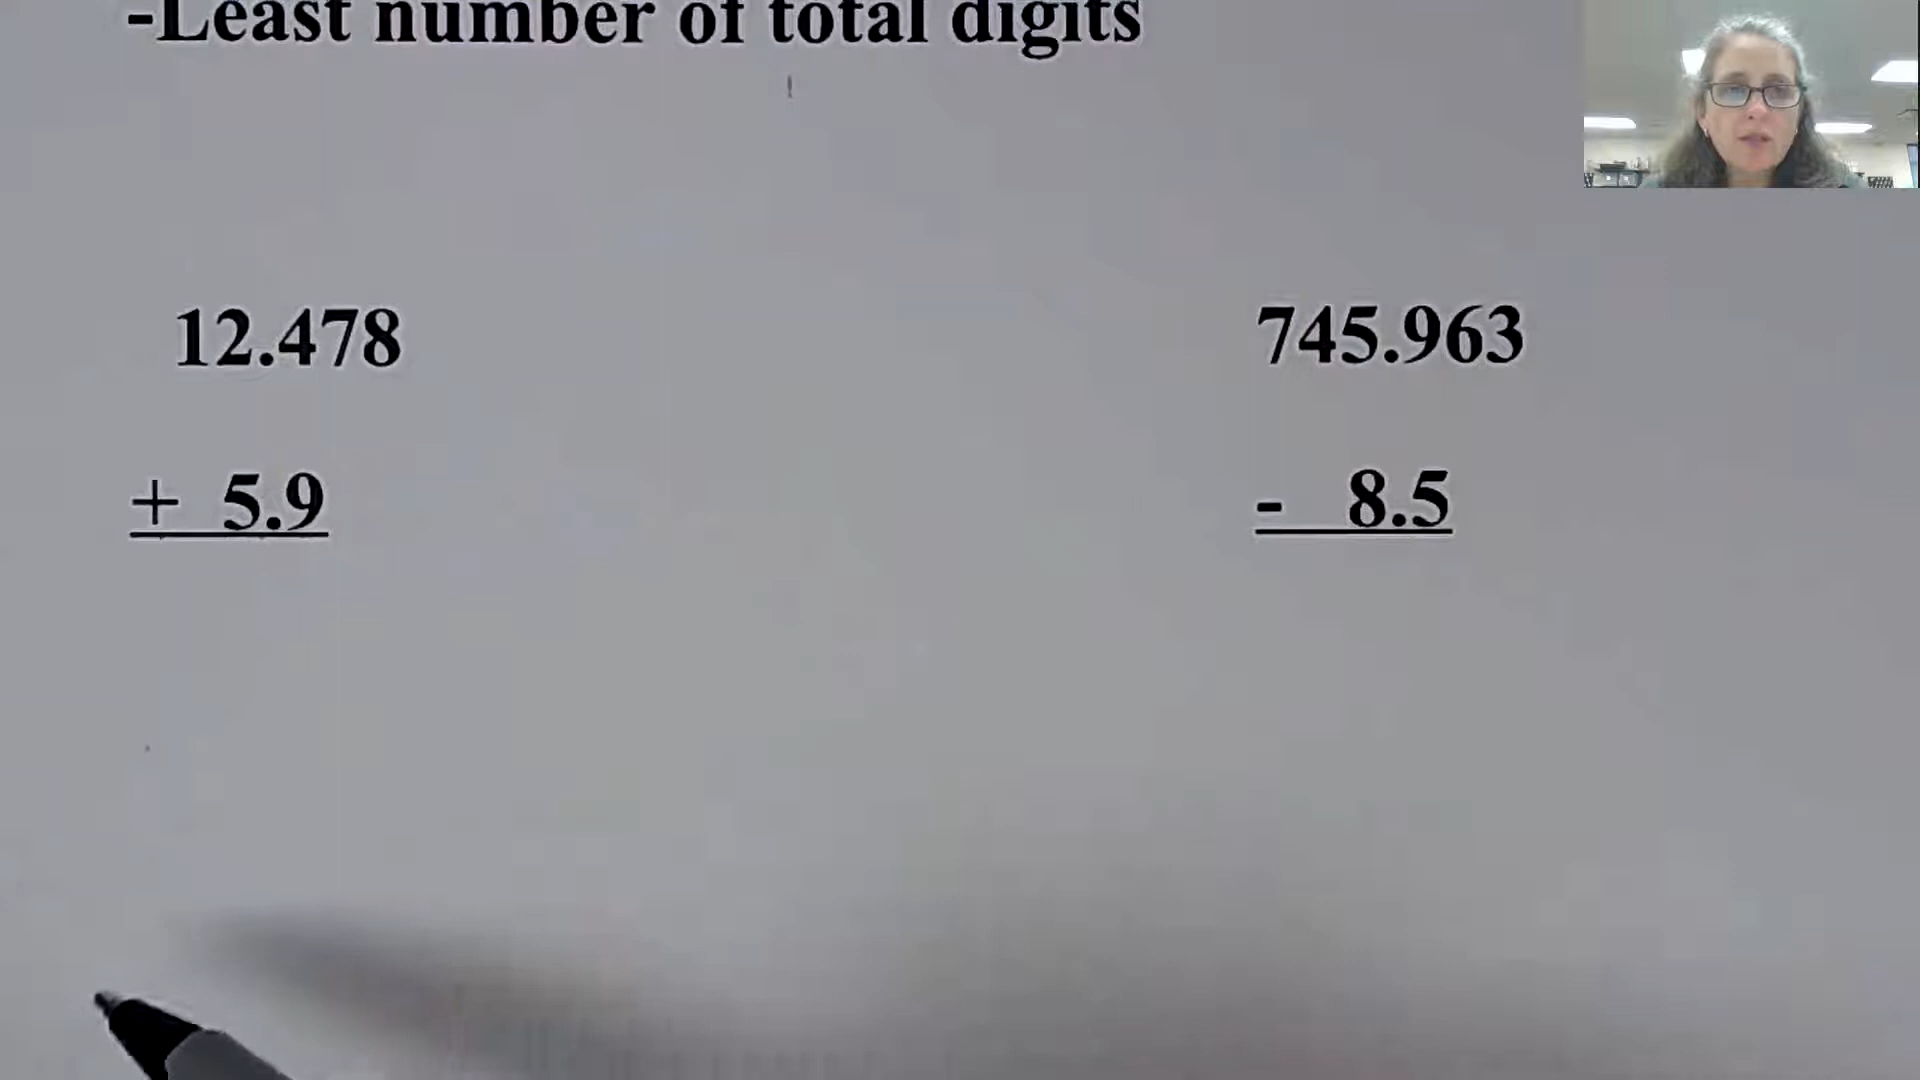 -Least number of total digits
12.478
745.963
+ 5.9
- 8.5